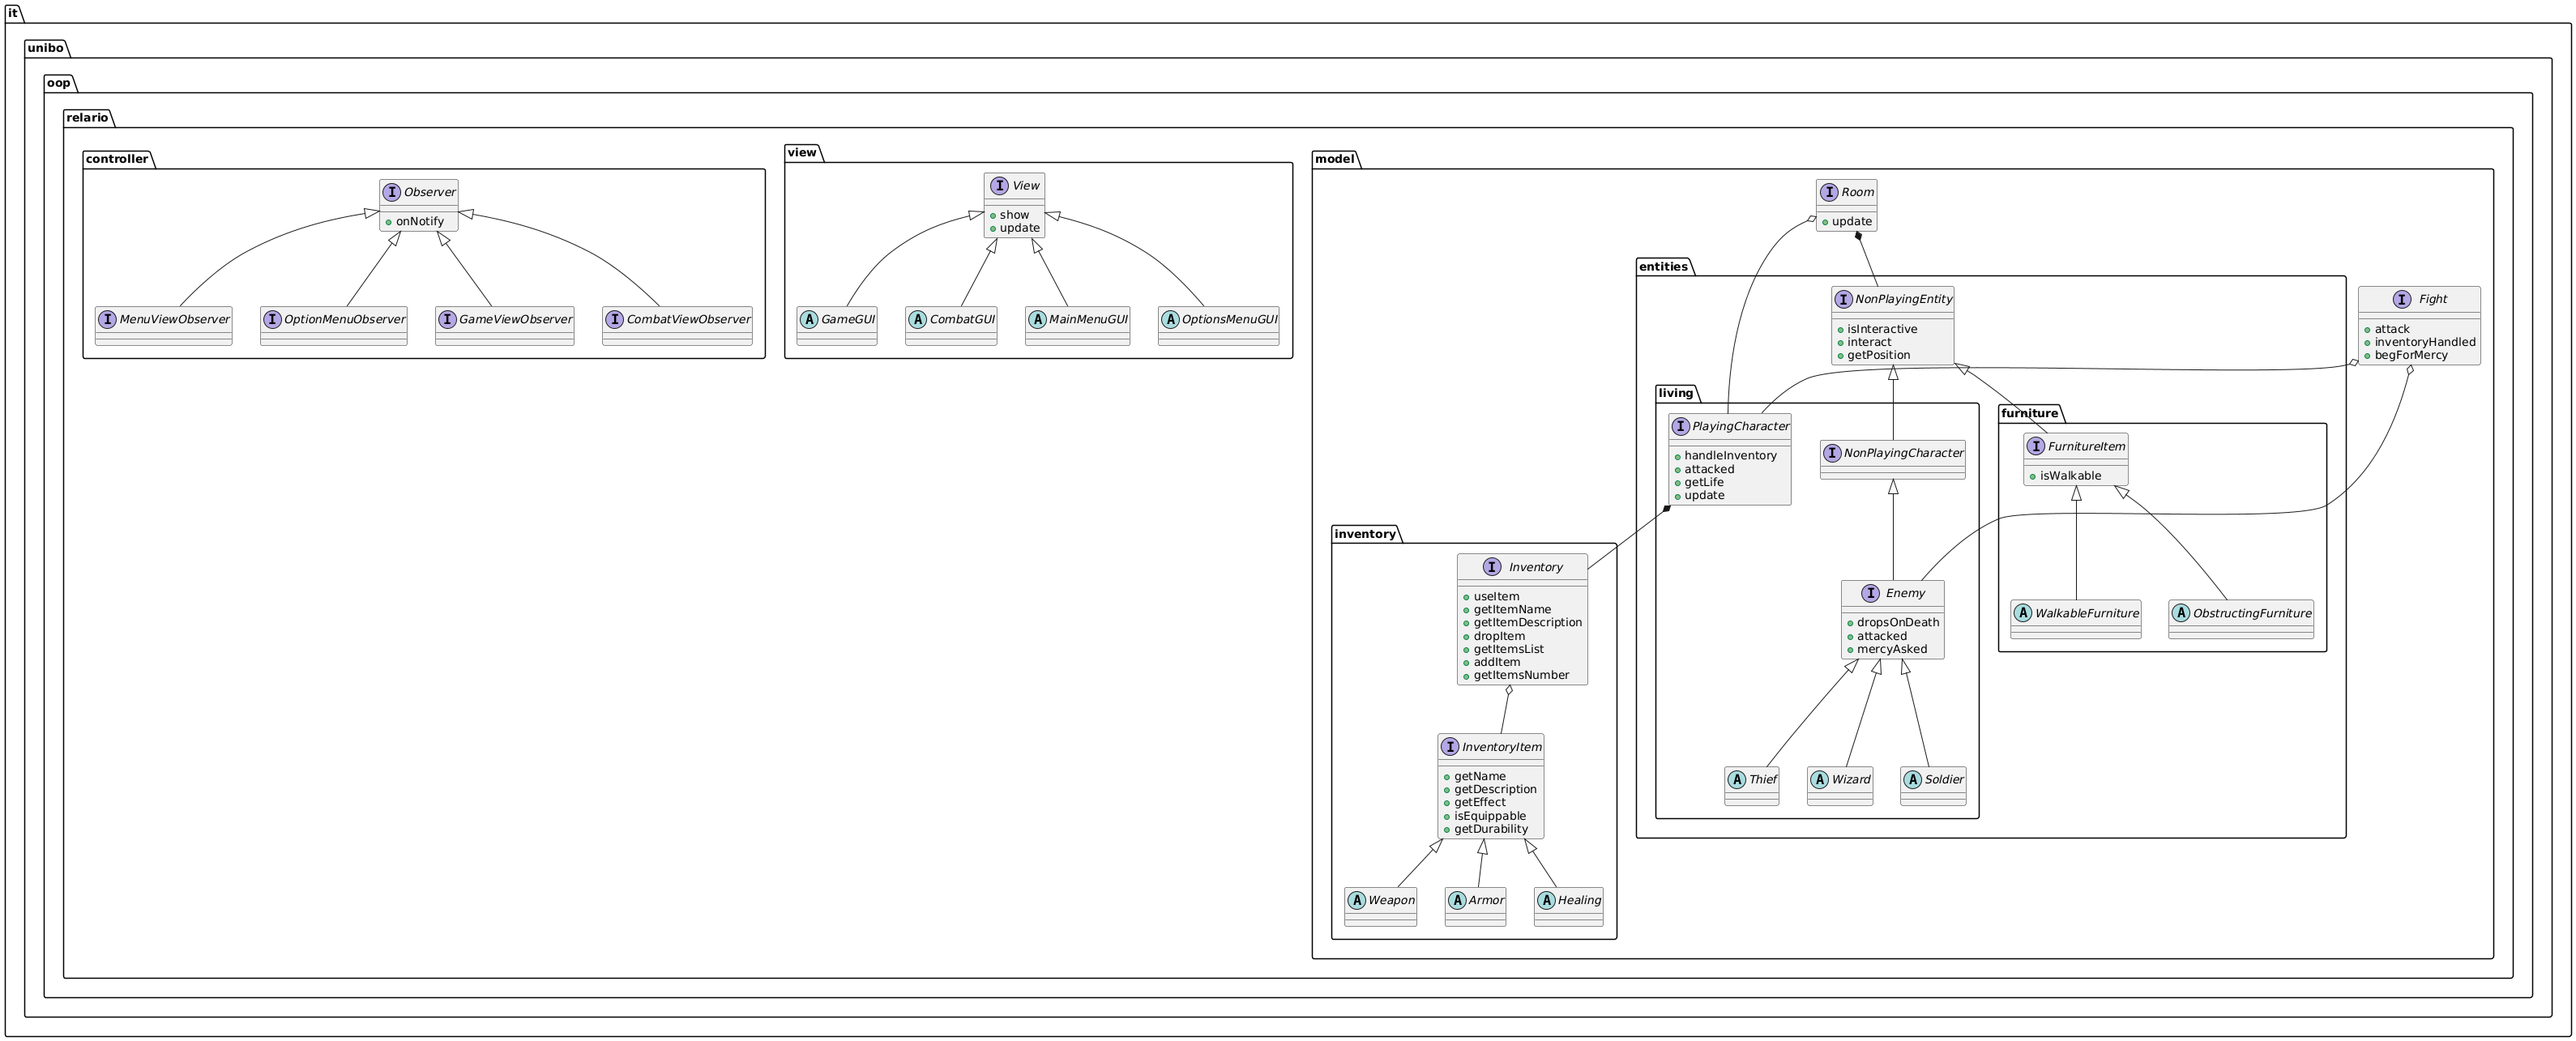 it
unibo
oop
relario
controller
I Observer
onNotify
I MenuViewObserver
I OptionMenuObserver
I GameViewObserver
I CombatViewObserver
view
I View
show
update
A GameGUI
A CombatGUI
A MainMenuGUI
A OptionsMenuGUI
model
I Room
update
entities
I NonPlayingEntity
isInteractive
interact
getPosition
I Fight
attack
inventoryHandled
begForMercy
living
I PlayingCharacter
handleInventory
attacked
getLife
update
I NonPlayingCharacter
furniture
I FurnitureItem
isWalkable
I Enemy
dropsOnDeath
attacked
mercyAsked
A WalkableFurniture
A ObstructingFurniture
A Thief
A Wizard
A Soldier
inventory
I Inventory
useItem
getItemName
getItemDescription
dropItem
getItemsList
addItem
getItemsNumber
I InventoryItem
getName
getDescription
getEffect
isEquippable
getDurability
A Weapon
A Armor
A Healing